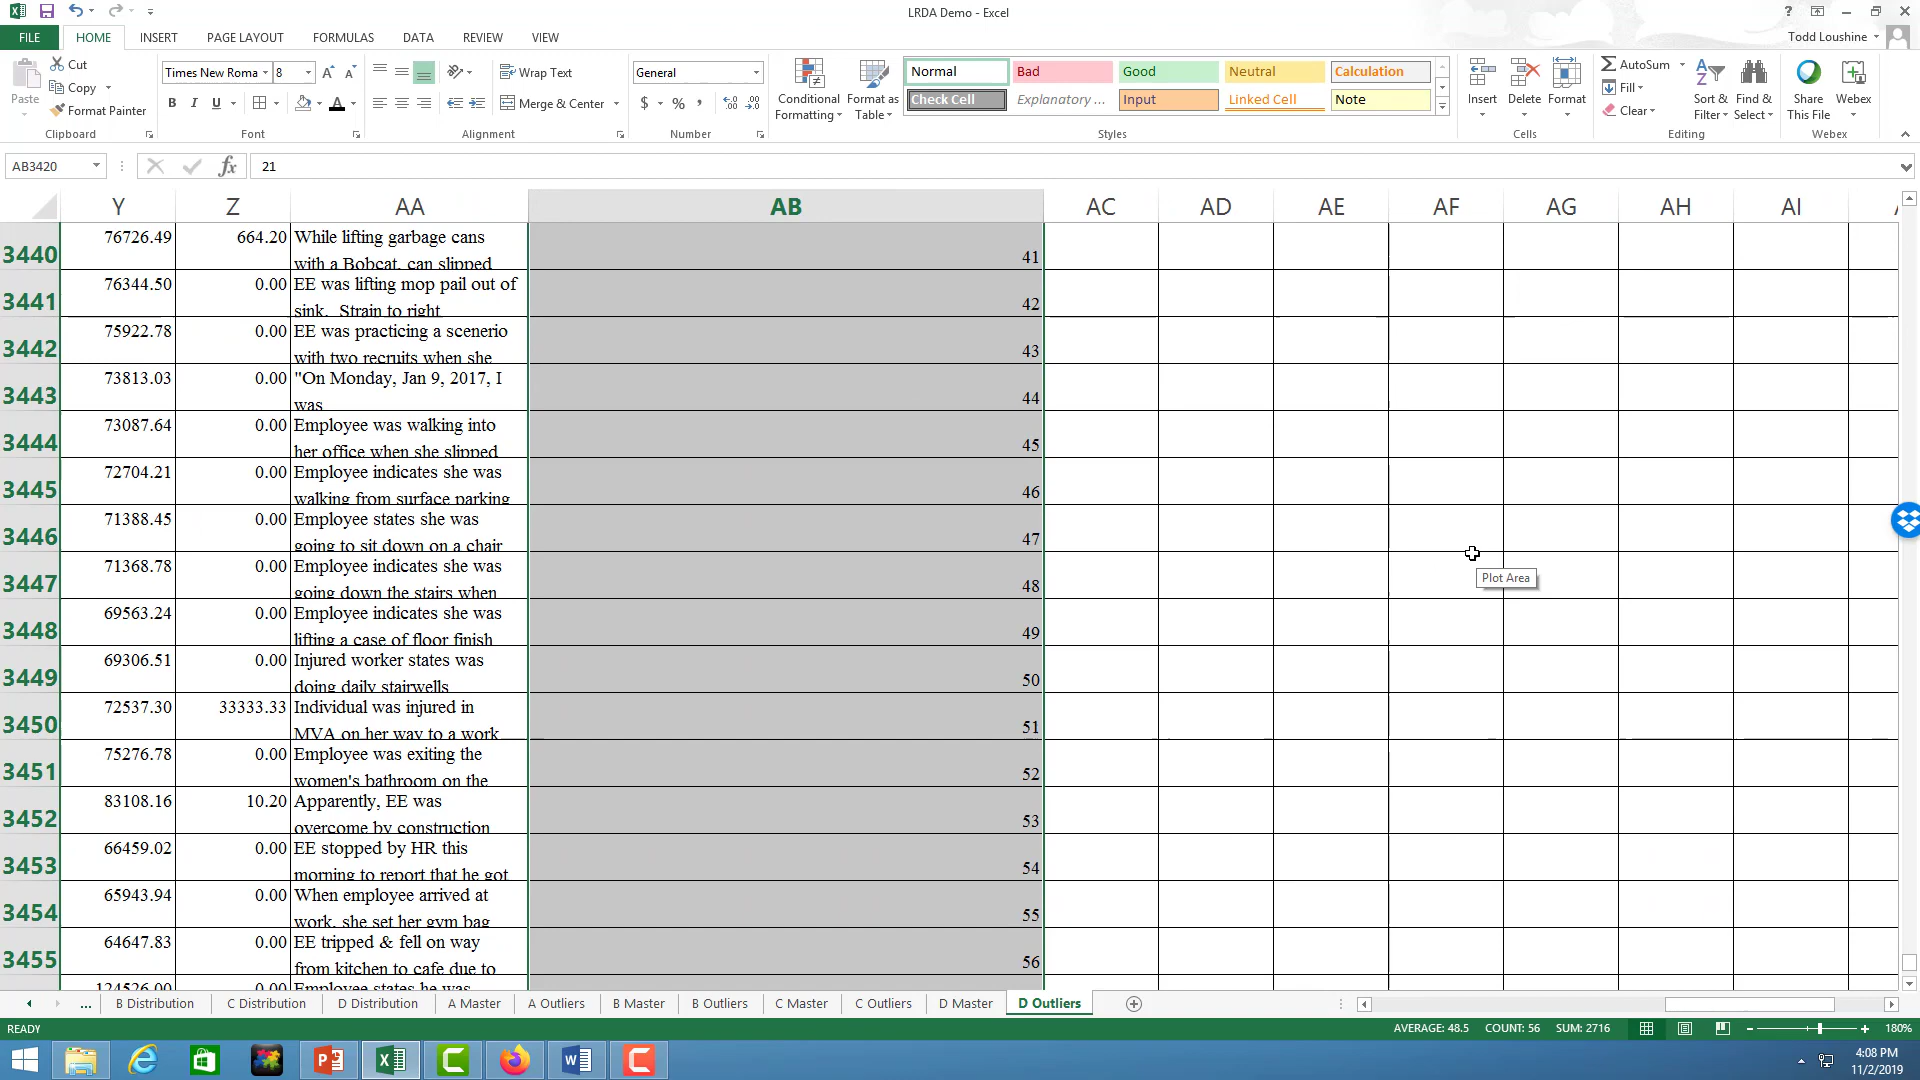 LRDA Demo - Excel
?
FILE HOME INSERT PAGE LAYOUT FORMULAS DATA REVIEW VIEW
Todd Loushine
Paste
Cut
Copy
Format Painter
Clipboard
Times New Roma 8
B I U A
Font
Wrap Text
Merge & Center
Alignment
General
$ % ,
Number
Conditional Formatting
Format as Table
Normal Bad Good Neutral Calculation
Check Cell Explanatory ... Input Linked Cell Note
Styles
Insert Delete Format
Cells
AutoSum
Fill
Clear
Sort & Filter
Find & Select
Editing
Share This File
Webex
Webex
AB3420 fx 21
Y Z AA AB AC AD AE AF AG AH AI
3440 76726.49 664.20 While lifting garbage cans with a Bobcat, can slipped 41
3441 76344.50 0.00 EE was lifting mop pail out of sink. Strain to right 42
3442 75922.78 0.00 EE was practicing a scenerio with two recruits when she 43
3443 73813.03 0.00 "On Monday, Jan 9, 2017, I was 44
3444 73087.64 0.00 Employee was walking into her office when she slipped 45
3445 72704.21 0.00 Employee indicates she was walking from surface parking 46
3446 71388.45 0.00 Employee states she was going to sit down on a chair 47
3447 71368.78 0.00 Employee indicates she was going down the stairs when 48
3448 69563.24 0.00 Employee indicates she was lifting a case of floor finish 49
3449 69306.51 0.00 Injured worker states was doing daily stairwells 50
3450 72537.30 33333.33 Individual was injured in MVA on her way to a work 51
3451 75276.78 0.00 Employee was exiting the women's bathroom on the 52
3452 83108.16 10.20 Apparently, EE was overcome by construction 53
3453 66459.02 0.00 EE stopped by HR this morning to report that he got 54
3454 65943.94 0.00 When employee arrived at work, she set her gym bag 55
3455 64647.83 0.00 EE tripped & fell on way from kitchen to cafe due to 56
124526.00 0.00 Employee states he was
Plot Area
... B Distribution C Distribution D Distribution A Master A Outliers B Master B Outliers C Master C Outliers D Master D Outliers
READY AVERAGE: 48.5 COUNT: 56 SUM: 2716 180%
4:08 PM
11/2/2019